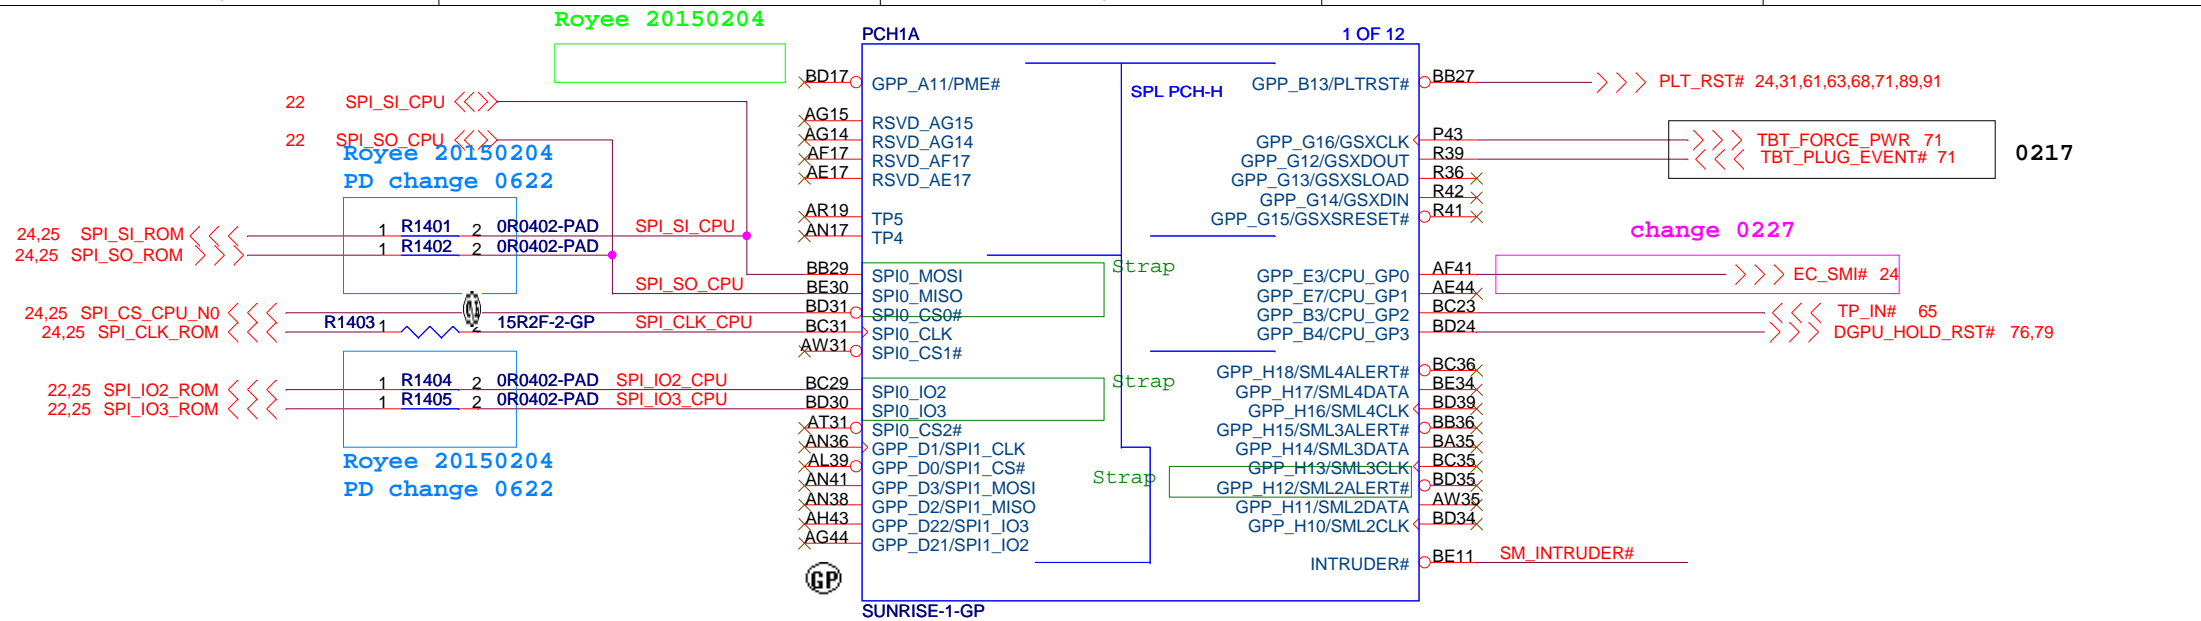 Royee 20150204
PCH1A
1 OF 12
22 SPI_SI_CPU
22 SPI_SO_CPU
Royee 20150204
PD change 0622
24,25 SPI_SI_ROM
1 R1401 2 0R0402-PAD SPI_SI_CPU
24,25 SPI_SO_ROM
1 R1402 2 0R0402-PAD
SPI_SO_CPU
24,25 SPI_CS_CPU_N0
24,25 SPI_CLK_ROM
R1403 1 2 15R2F-2-GP SPI_CLK_CPU
22,25 SPI_IO2_ROM
1 R1404 2 0R0402-PAD SPI_IO2_CPU
22,25 SPI_IO3_ROM
1 R1405 2 0R0402-PAD SPI_IO3_CPU
Royee 20150204
PD change 0622
BD17 GPP_A11/PME#
AG15 RSVD_AG15
AG14 RSVD_AG14
AF17 RSVD_AF17
AE17 RSVD_AE17
AR19 TP5
AN17 TP4
BB29 SPI0_MOSI
BE30 SPI0_MISO
BD31 SPI0_CS0#
BC31 SPI0_CLK
AW31 SPI0_CS1#
BC29 SPI0_IO2
BD30 SPI0_IO3
AT31 SPI0_CS2#
AN36 GPP_D1/SPI1_CLK
AL39 GPP_D0/SPI1_CS#
AN41 GPP_D3/SPI1_MOSI
AN38 GPP_D2/SPI1_MISO
AH43 GPP_D22/SPI1_IO3
AG44 GPP_D21/SPI1_IO2
GP
SUNRISE-1-GP
SPL PCH-H
Strap
Strap
Strap
GPP_B13/PLTRST# BB27 PLT_RST# 24,31,61,63,68,71,89,91
GPP_G16/GSXCLK P43 TBT_FORCE_PWR 71
GPP_G12/GSXDOUT R39 TBT_PLUG_EVENT# 71
0217
GPP_G13/GSXSLOAD R36
GPP_G14/GSXDIN R42
GPP_G15/GSXSRESET# R41
change 0227
GPP_E3/CPU_GP0 AF41 EC_SMI# 24
GPP_E7/CPU_GP1 AE44
GPP_B3/CPU_GP2 BC23 TP_IN# 65
GPP_B4/CPU_GP3 BD24 DGPU_HOLD_RST# 76,79
GPP_H18/SML4ALERT# BC36
GPP_H17/SML4DATA BE34
GPP_H16/SML4CLK BD39
GPP_H15/SML3ALERT# BB36
GPP_H14/SML3DATA BA35
GPP_H13/SML3CLK BC35
GPP_H12/SML2ALERT# BD35
GPP_H11/SML2DATA AW35
GPP_H10/SML2CLK BD34
INTRUDER# BE11 SM_INTRUDER#